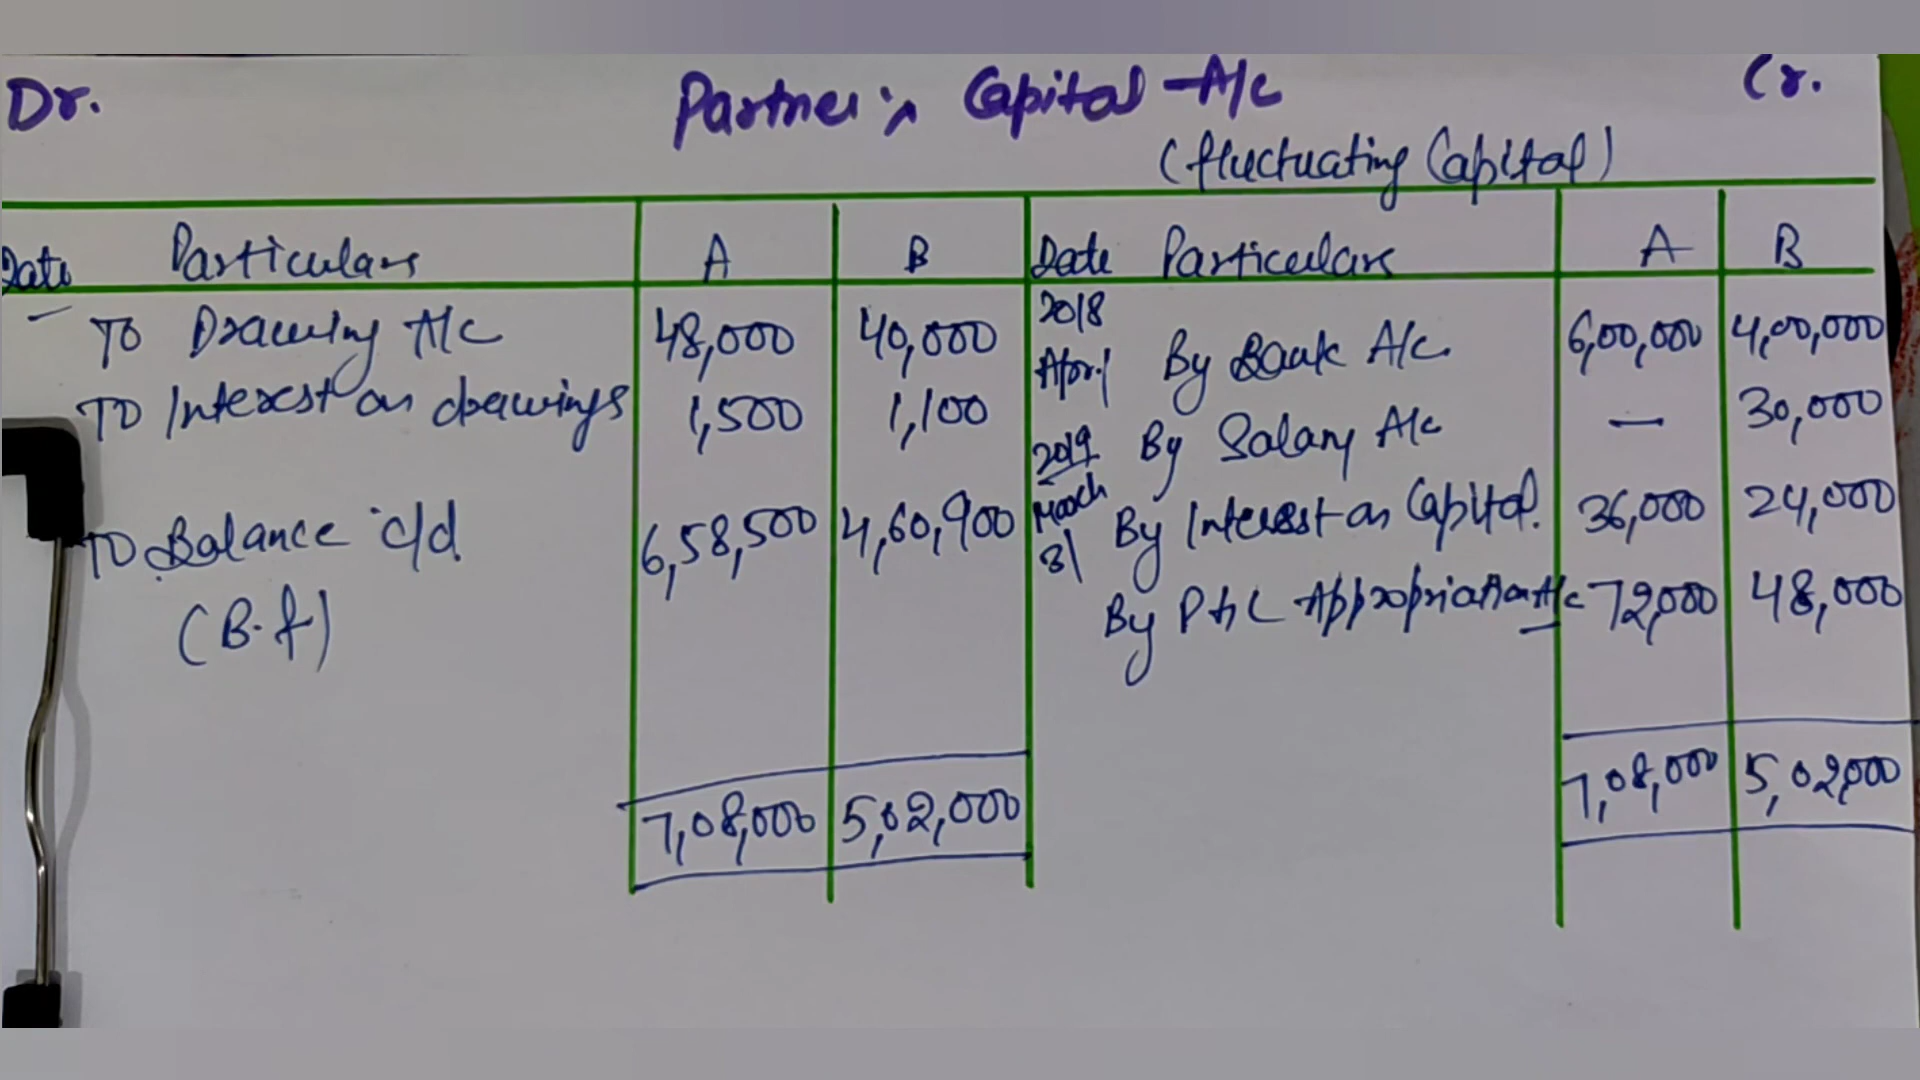 Dr. Partner's Capital A/c Cr.
(fluctuating Capital)
Date Particulars A B Date Particulars A B
To Drawing A/c 48,000 40,000 2018 April By Bank A/c 6,00,000 4,00,000
To Interest on drawings 1,500 1,100 By Salary A/c — 30,000
To Balance c/d 6,58,500 4,60,900 2019 March 31 By Interest on Capital. 36,000 24,000
(B.f) By P & L Appropriation A/c 72,000 48,000
7,08,000 5,02,000 7,08,000 5,02,000